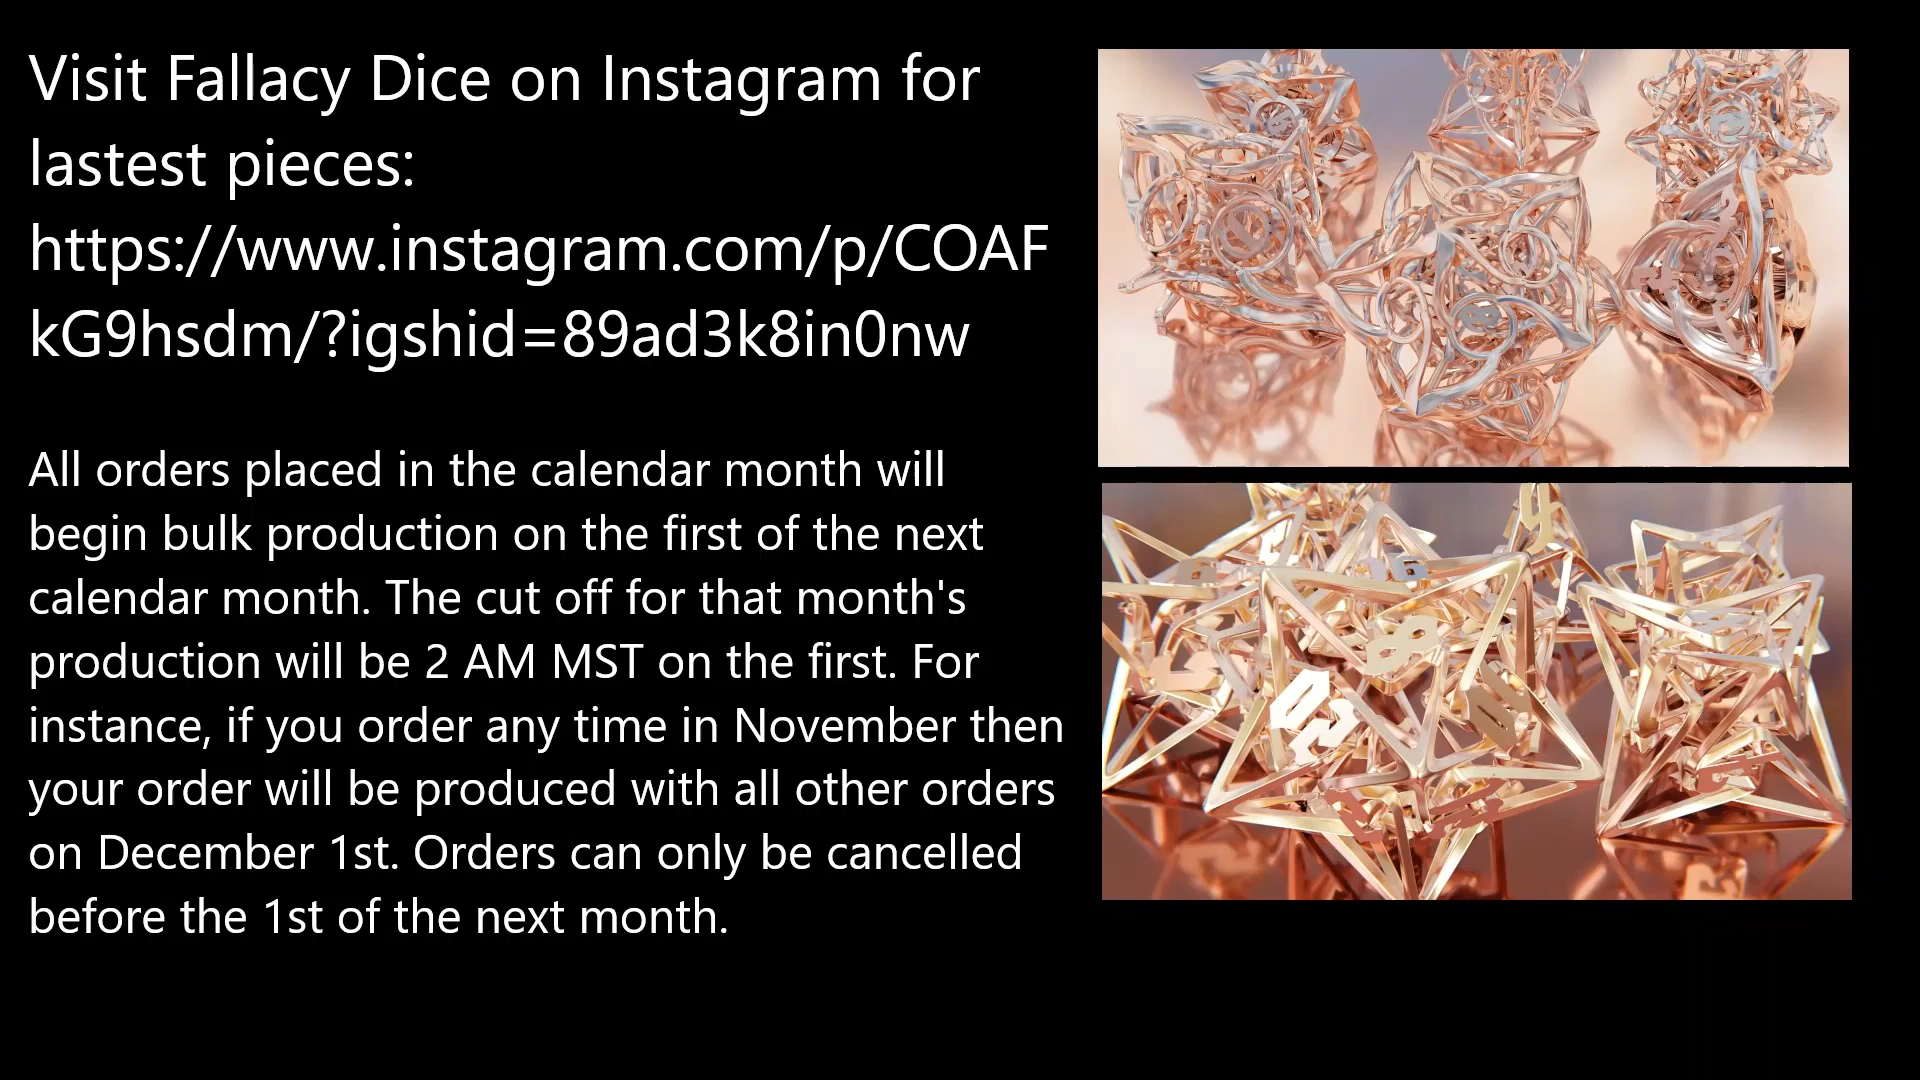 Visit Fallacy Dice on Instagram for
lastest pieces:
https://www.instagram.com/p/COAF
kG9hsdm/?igshid=89ad3k8in0nw
All orders placed in the calendar month will
begin bulk production on the first of the next
calendar month. The cut off for that month's
production will be 2 AM MST on the first. For
instance, if you order any time in November then
your order will be produced with all other orders
on December 1st. Orders can only be cancelled
before the 1st of the next month.
8
4
16
8